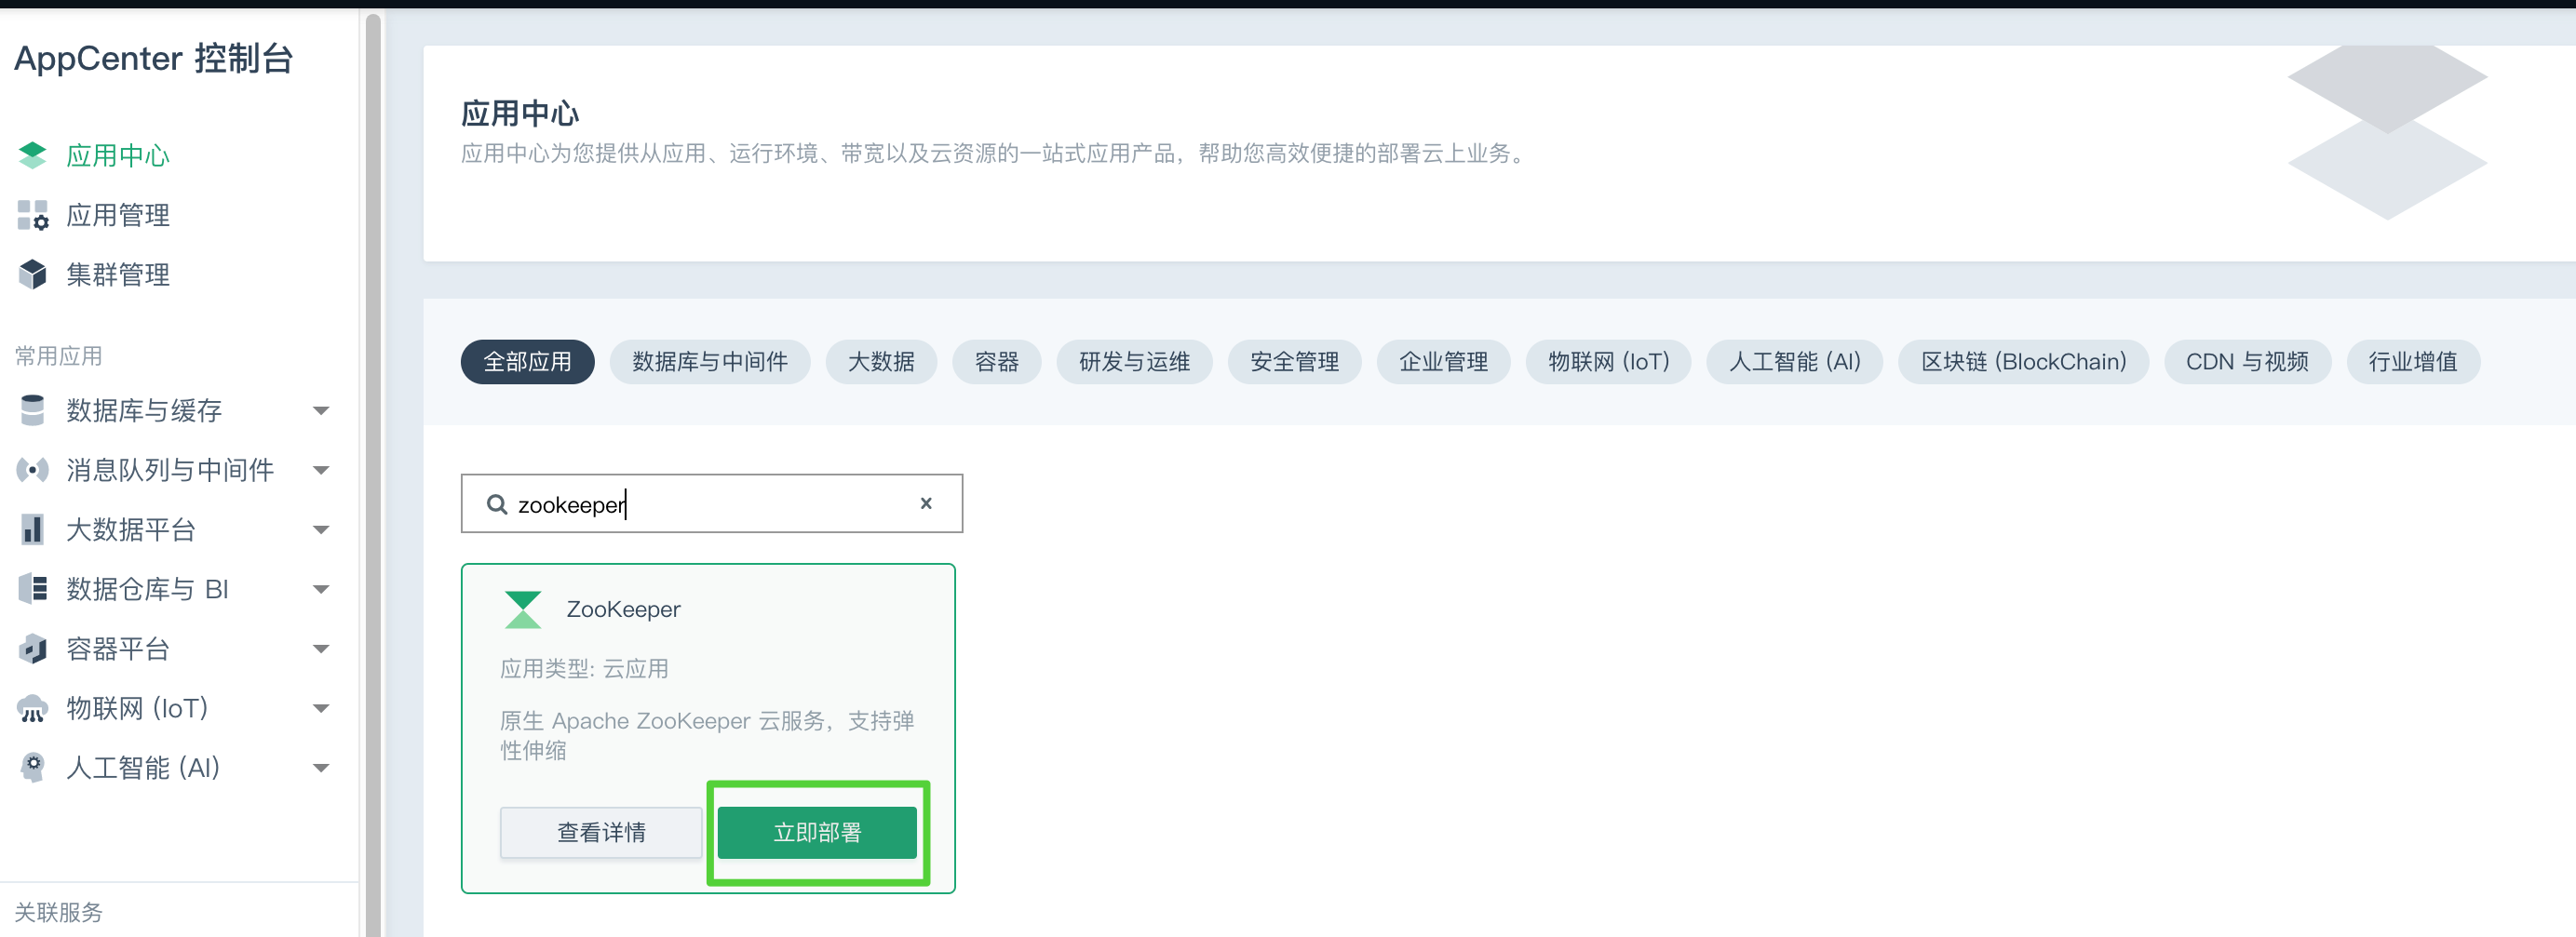 AppCenter 控制台
应用中心
应用管理
集群管理
常用应用
数据库与缓存
消息队列与中间件
大数据平台
数据仓库与 BI
容器平台
物联网 (IoT)
人工智能 (AI)
关联服务
应用中心
应用中心为您提供从应用、运行环境、带宽以及云资源的一站式应用产品，帮助您高效便捷的部署云上业务。
全部应用 数据库与中间件 大数据 容器 研发与运维 安全管理 企业管理 物联网 (IoT) 人工智能 (AI) 区块链 (BlockChain) CDN 与视频 行业增值
zookeeper
ZooKeeper
应用类型: 云应用
原生 Apache ZooKeeper 云服务，支持弹
性伸缩
查看详情 立即部署